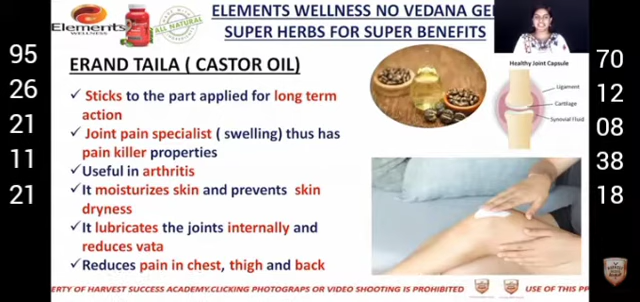 ELEMENTS WELLNESS NO VEDANA GEL
SUPER HERBS FOR SUPER BENEFITS
Elements
WELLNESS
ALL NATURAL
ERAND TAILA ( CASTOR OIL)
✓ Sticks to the part applied for long term
action
✓ Joint pain specialist ( swelling) thus has
pain killer properties
✓ Useful in arthritis
✓ It moisturizes skin and prevents skin
dryness
✓ It lubricates the joints internally and
reduces vata
✓ Reduces pain in chest, thigh and back
Healthy Joint Capsule
Ligament
Cartilage
Synovial Fluid
95
26
21
11
21
70
12
08
38
18
ERTY OF HARVEST SUCCESS ACADEMY.CLICKING PHOTOGRAPS OR VIDEO SHOOTING IS PROHIBITED
USE OF THIS PP